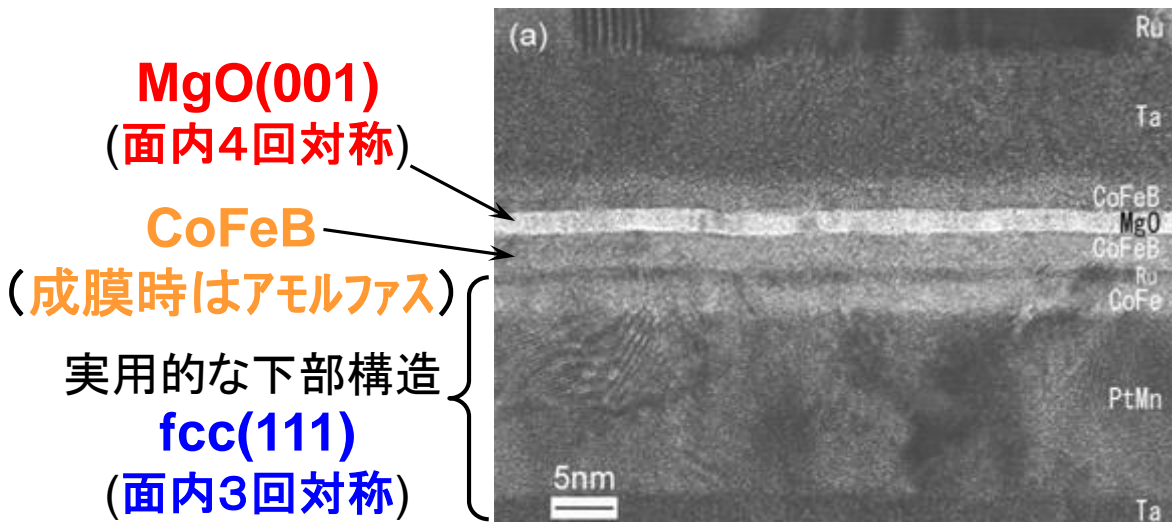 MgO(001)
(面内４回対称)
CoFeB
(成膜時はアモルファス)
実用的な下部構造
fcc(111)
(面内３回対称)
(a)
Ru
Ta
CoFeB
MgO
CoFeB
Ru
CoFe
PtMn
5nm
Ta